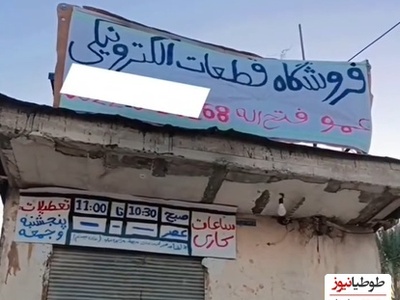 فروشگاه قطعات الکترونیکی
عمو فتح اله 68
ساعات کاری
صبح 10:30 تا 11:00
عصر — —
تعطیلات
پنجشنبه
و جمعه
طوطیانیوز